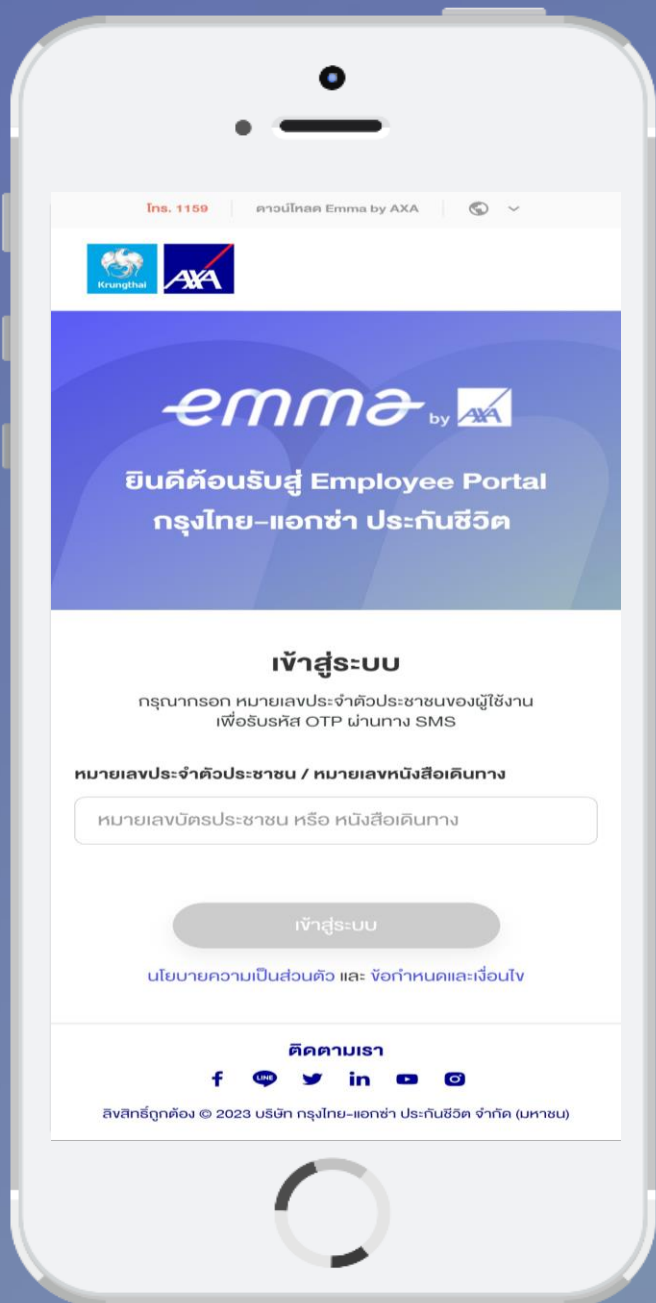 โทร. 1159 ดาวน์โหลด Emma by AXA
Krungthai AXA
emma by AXA
ยินดีต้อนรับสู่ Employee Portal
กรุงไทย-แอกซ่า ประกันชีวิต
เข้าสู่ระบบ
กรุณากรอก หมายเลขประจำตัวประชาชนของผู้ใช้งาน
เพื่อรับรหัส OTP ผ่านทาง SMS
หมายเลขประจำตัวประชาชน / หมายเลขหนังสือเดินทาง
หมายเลขบัตรประชาชน หรือ หนังสือเดินทาง
เข้าสู่ระบบ
นโยบายความเป็นส่วนตัว และ ข้อกำหนดและเงื่อนไข
ติดตามเรา
f LINE in
ลิขสิทธิ์ถูกต้อง © 2023 บริษัท กรุงไทย-แอกซ่า ประกันชีวิต จำกัด (มหาชน)